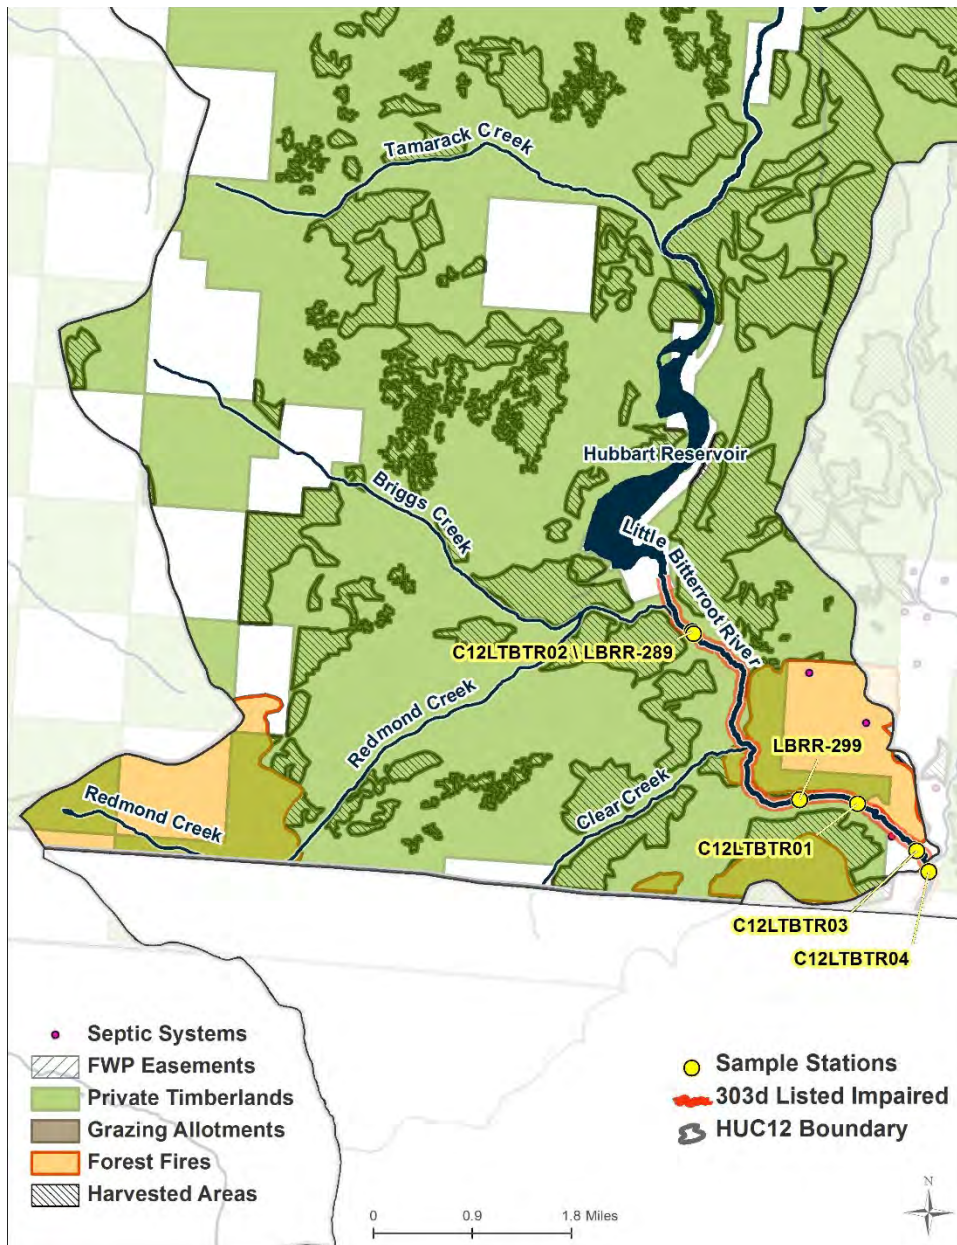 Tamarack Creek
Hubbart Reservoir
Briggs Creek
Little Bitterroot River
C12LTBTR02 \ LBRR-289
Redmond Creek
LBRR-299
Redmond Creek
Clear Creek
C12LTBTR01
C12LTBTR03
C12LTBTR04
Septic Systems
FWP Easements
Private Timberlands
Grazing Allotments
Forest Fires
Harvested Areas
Sample Stations
303d Listed Impaired
HUC12 Boundary
0 0.9 1.8 Miles
N